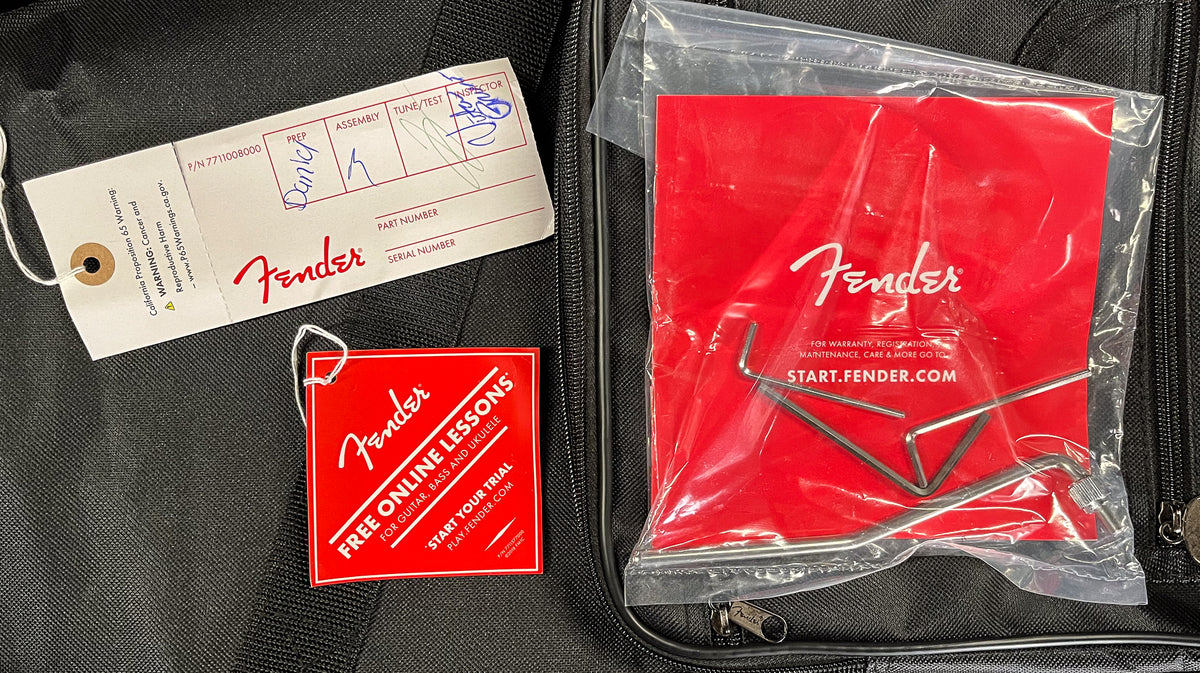 California Proposition 65 Warning:
⚠ WARNING: Cancer and
Reproductive Harm
– www.P65Warnings.ca.gov.
P/N 7711008000
PREP
ASSEMBLY
TUNE/TEST
INSPECTOR
PART NUMBER
SERIAL NUMBER
Fender®
Fender®
FREE ONLINE LESSONS*
FOR GUITAR, BASS AND UKULELE
START YOUR TRIAL
PLAY.FENDER.COM
Fender®
FOR WARRANTY, REGISTRATION,
MAINTENANCE, CARE & MORE GO TO
START.FENDER.COM
Fender